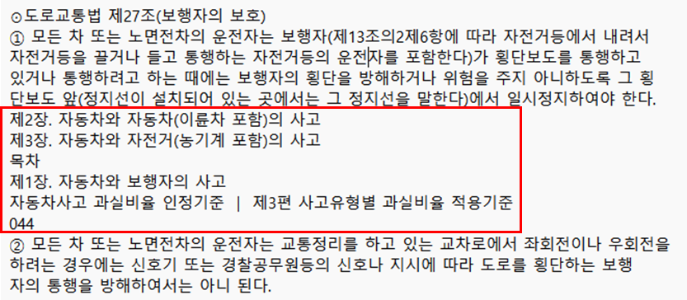 ⊙도로교통법 제27조(보행자의 보호)
① 모든 차 또는 노면전차의 운전자는 보행자(제13조의2제6항에 따라 자전거등에서 내려서
자전거등을 끌거나 들고 통행하는 자전거등의 운전자를 포함한다)가 횡단보도를 통행하고
있거나 통행하려고 하는 때에는 보행자의 횡단을 방해하거나 위험을 주지 아니하도록 그 횡
단보도 앞(정지선이 설치되어 있는 곳에서는 그 정지선을 말한다)에서 일시정지하여야 한다.
제2장. 자동차와 자동차(이륜차 포함)의 사고
제3장. 자동차와 자전거(농기계 포함)의 사고
목차
제1장. 자동차와 보행자의 사고
자동차사고 과실비율 인정기준 | 제3편 사고유형별 과실비율 적용기준
044
② 모든 차 또는 노면전차의 운전자는 교통정리를 하고 있는 교차로에서 좌회전이나 우회전을
하려는 경우에는 신호기 또는 경찰공무원등의 신호나 지시에 따라 도로를 횡단하는 보행
자의 통행을 방해하여서는 아니 된다.